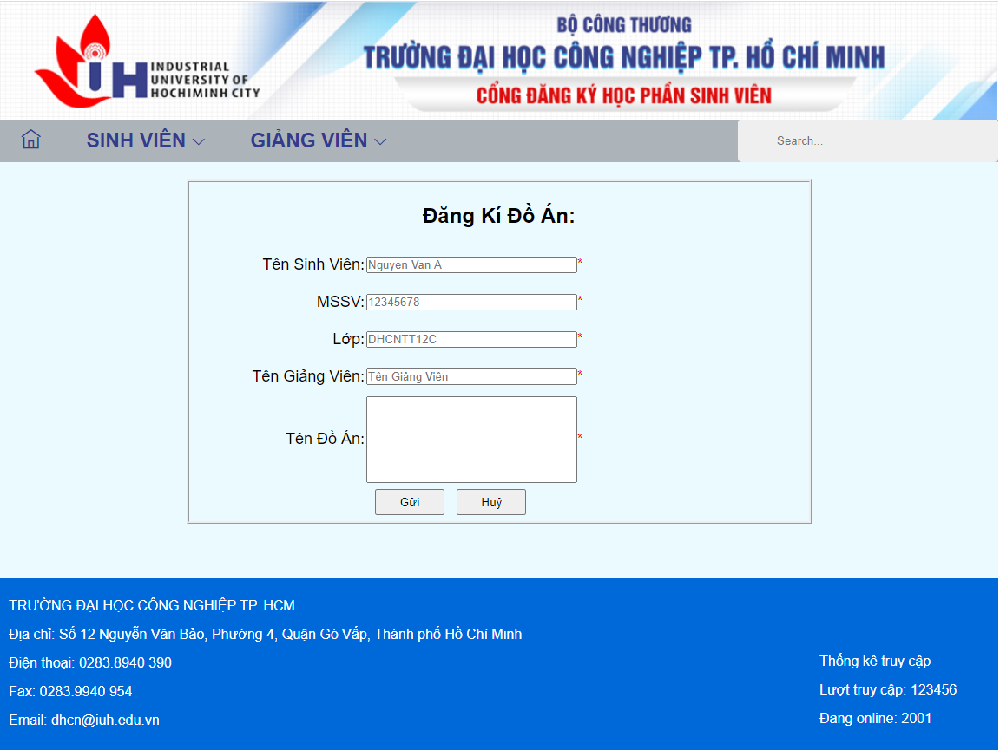 IUH
INDUSTRIAL
UNIVERSITY OF
HOCHIMINH CITY
BỘ CÔNG THƯƠNG
TRƯỜNG ĐẠI HỌC CÔNG NGHIỆP TP. HỒ CHÍ MINH
CỔNG ĐĂNG KÝ HỌC PHẦN SINH VIÊN
SINH VIÊN
GIẢNG VIÊN
Search...
Đăng Kí Đồ Án:
Tên Sinh Viên: Nguyen Van A *
MSSV: 12345678 *
Lớp: DHCNTT12C *
Tên Giảng Viên: Tên Giảng Viên *
Tên Đồ Án: *
Gửi Huỷ
TRƯỜNG ĐẠI HỌC CÔNG NGHIỆP TP. HCM
Địa chỉ: Số 12 Nguyễn Văn Bảo, Phường 4, Quận Gò Vấp, Thành phố Hồ Chí Minh
Điện thoại: 0283.8940 390
Fax: 0283.9940 954
Email: dhcn@iuh.edu.vn
Thống kê truy cập
Lượt truy cập: 123456
Đang online: 2001